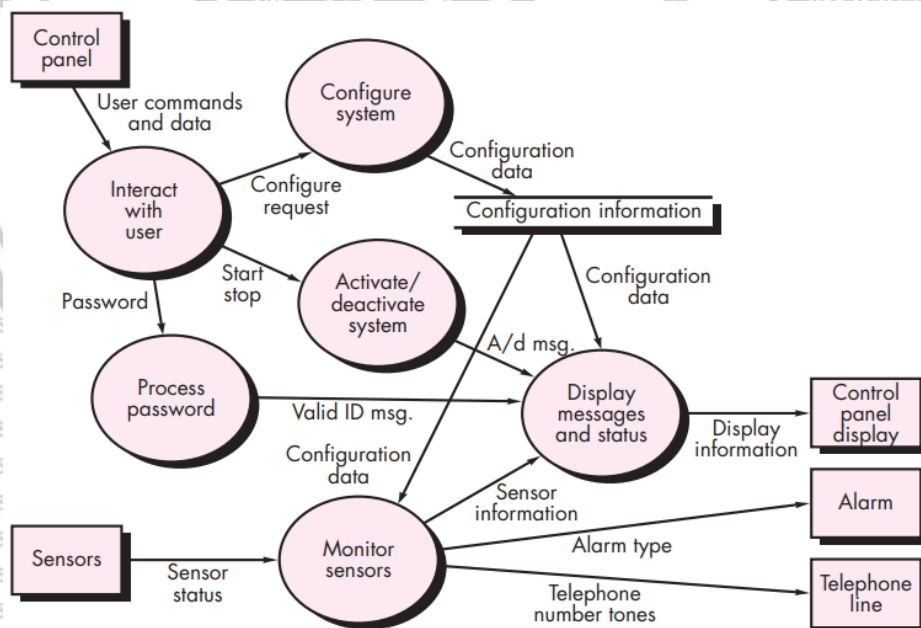 Control
panel
User commands
and data
Configure
system
Configuration
data
Interact
with
user
Configure
request
Configuration information
Start
stop
Activate/
deactivate
system
Configuration
data
Password
A/d msg.
Process
password
Valid ID msg.
Display
messages
and status
Control
panel
display
Display
information
Configuration
data
Sensor
information
Alarm
Sensors
Sensor
status
Monitor
sensors
Alarm type
Telephone
number tones
Telephone
line